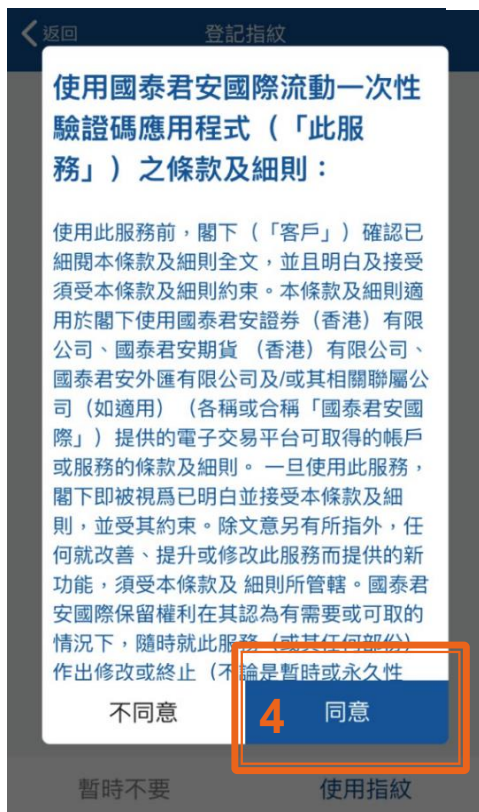 返回 登記指紋
使用國泰君安國際流動一次性
驗證碼應用程式（「此服
務」）之條款及細則：
使用此服務前，閣下（「客戶」）確認已
細閱本條款及細則全文，並且明白及接受
須受本條款及細則約束。本條款及細則適
用於閣下使用國泰君安證券（香港）有限
公司、國泰君安期貨 （香港）有限公司、
國泰君安外匯有限公司及/或其相關聯屬公
司（如適用）（各稱或合稱「國泰君安國
際」）提供的電子交易平台可取得的帳戶
或服務的條款及細則。 一旦使用此服務，
閣下即被視爲已明白並接受本條款及細
則，並受其約束。除文意另有所指外，任
何就改善、提升或修改此服務而提供的新
功能，須受本條款及 細則所管轄。國泰君
安國際保留權利在其認為有需要或可取的
情況下，隨時就此服務（或其任何部份）
作出修改或終止（不論是暫時或永久性
不同意 4 同意
暫時不要 使用指紋